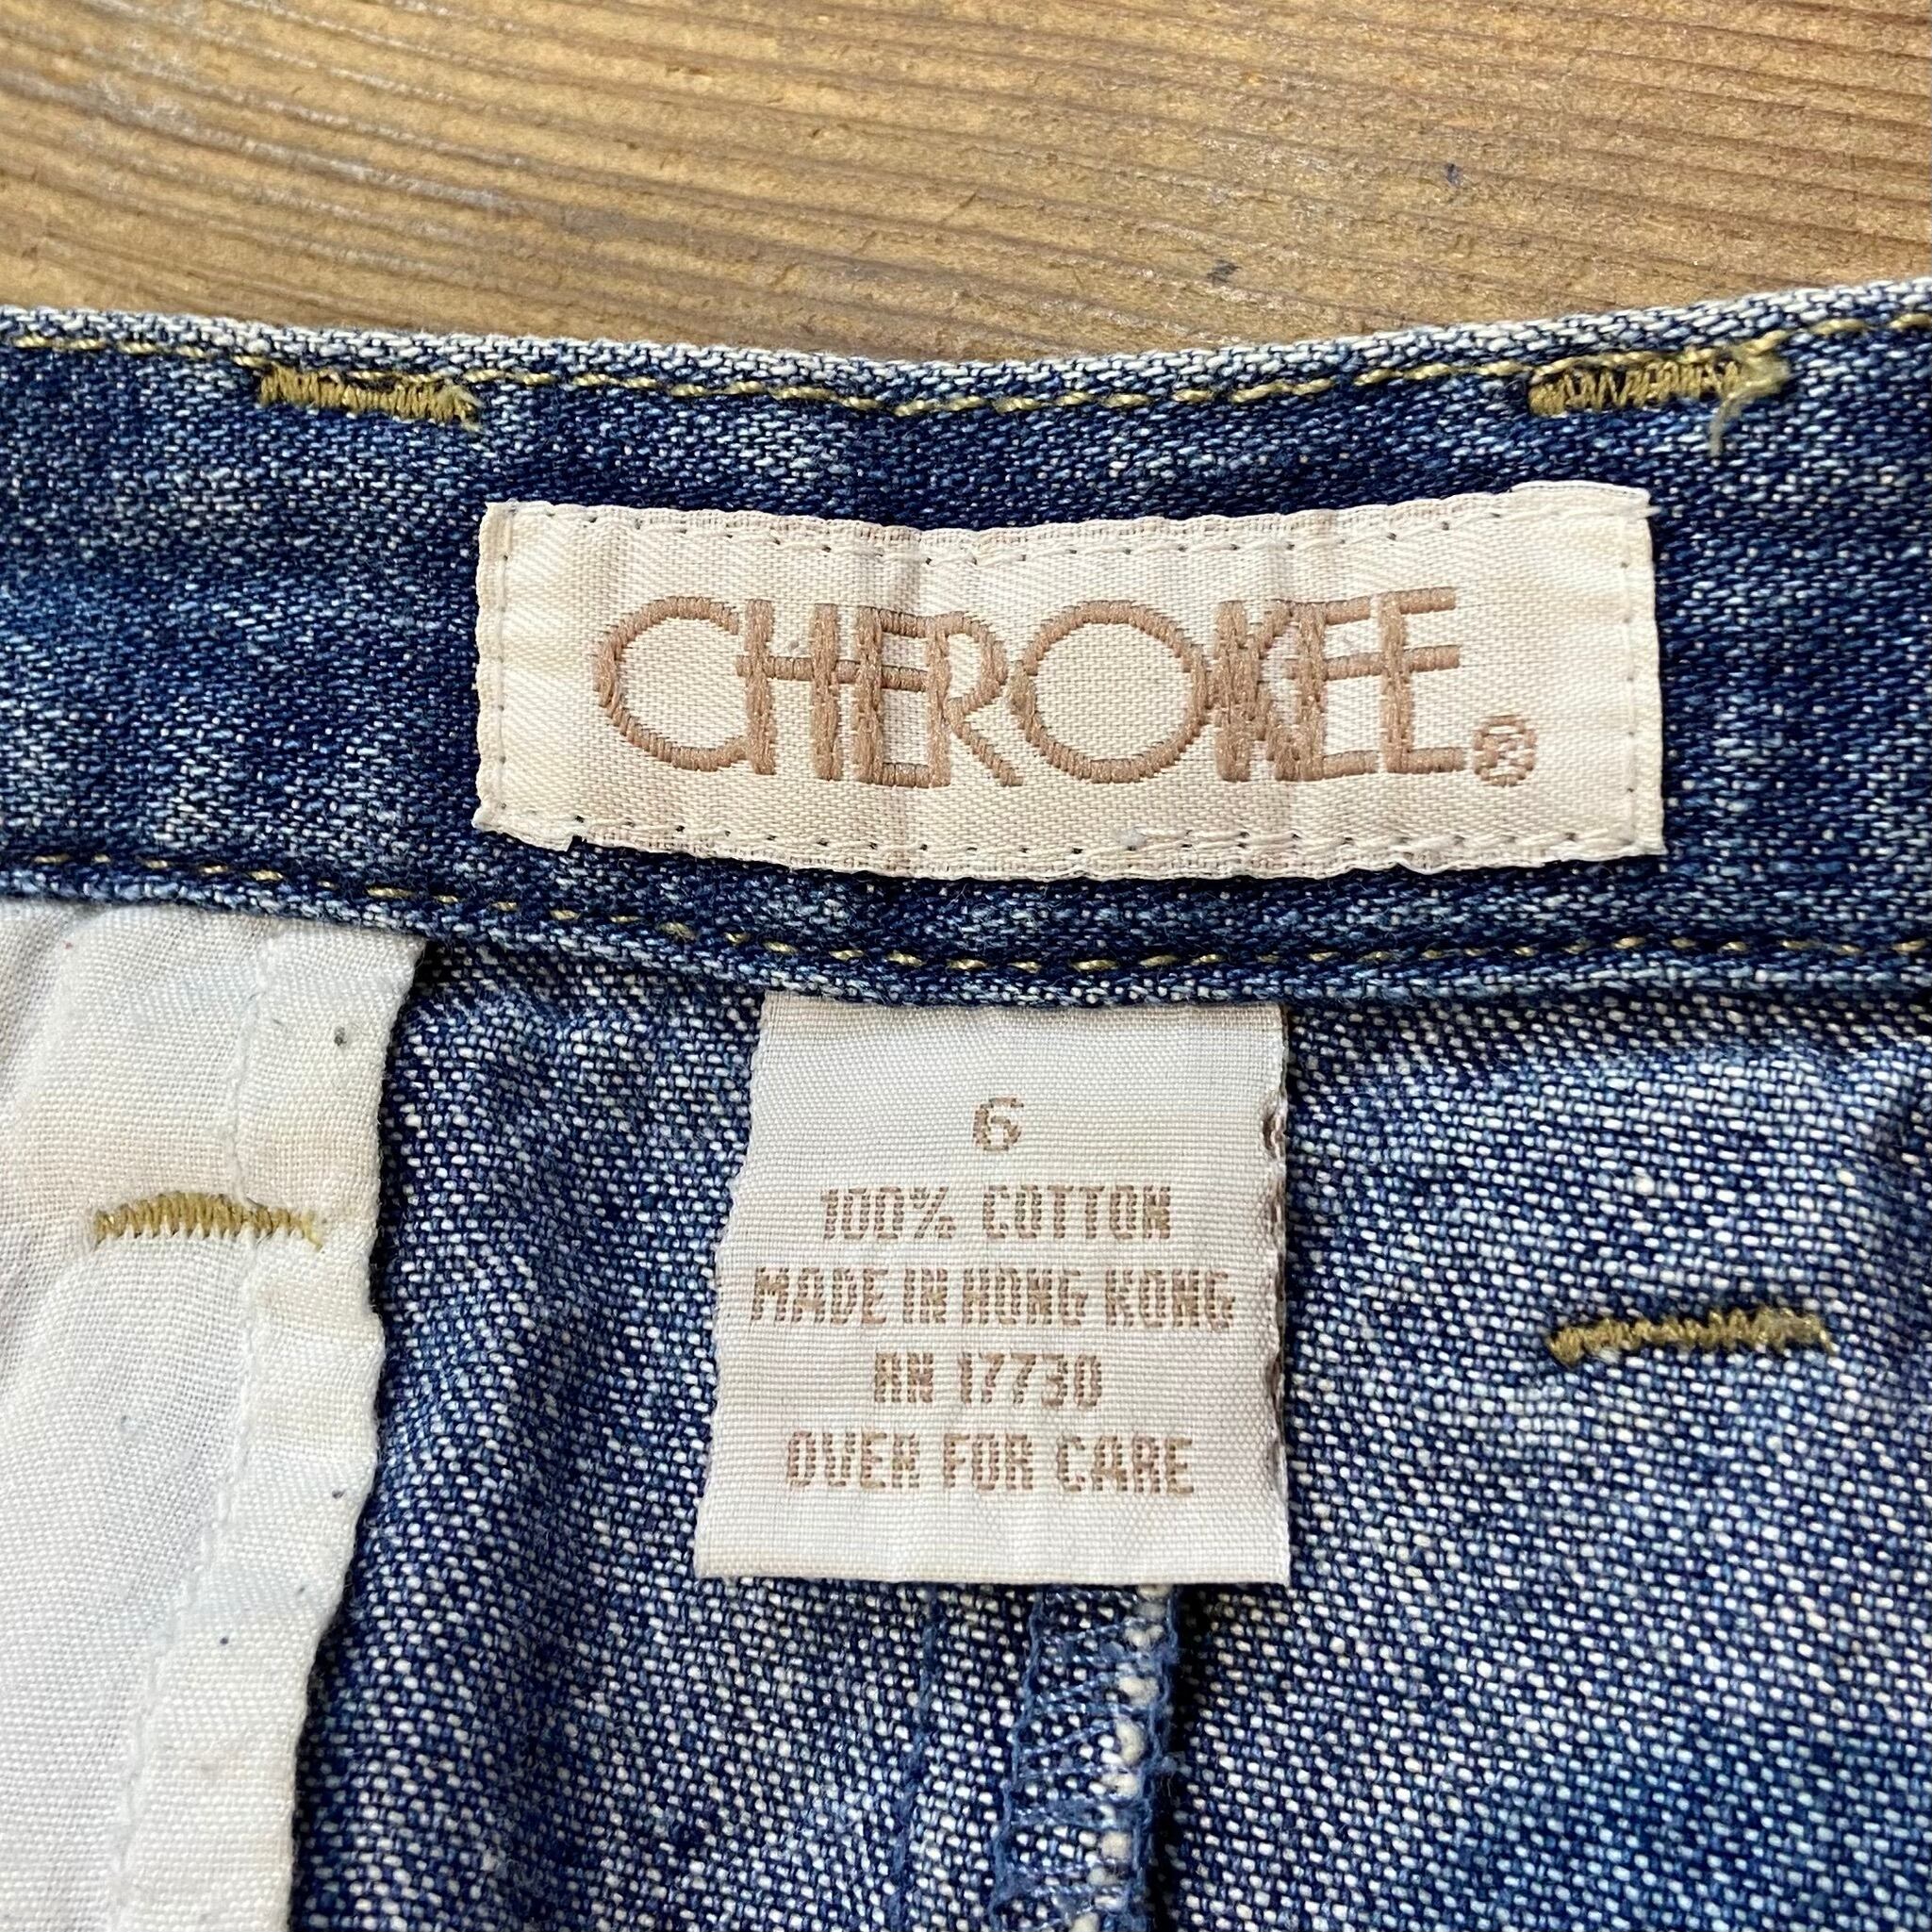 CHEROKEE®
6
100% COTTON
MADE IN HONG KONG
RN 17730
OVER FOR CARE